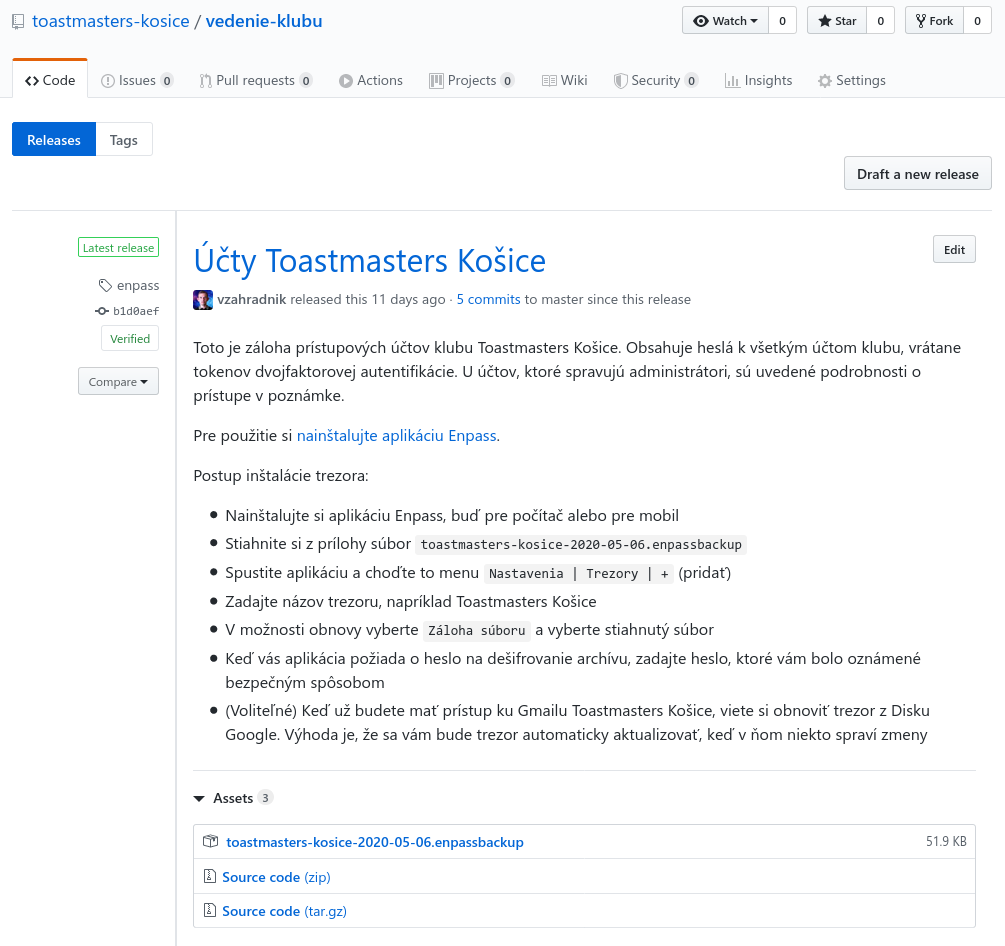 toastmasters-kosice / vedenie-klubu
Watch 0 Star 0 Fork 0
Code Issues 0 Pull requests 0 Actions Projects 0 Wiki Security 0 Insights Settings
Releases Tags
Draft a new release
Latest release
enpass
b1d0aef
Verified
Compare
Účty Toastmasters Košice
Edit
vzahradnik released this 11 days ago · 5 commits to master since this release
Toto je záloha prístupových účtov klubu Toastmasters Košice. Obsahuje heslá k všetkým účtom klubu, vrátane
tokenov dvojfaktorovej autentifikácie. U účtov, ktoré spravujú administrátori, sú uvedené podrobnosti o
prístupe v poznámke.
Pre použitie si nainštalujte aplikáciu Enpass.
Postup inštalácie trezora:
Nainštalujte si aplikáciu Enpass, buď pre počítač alebo pre mobil
Stiahnite si z prílohy súbor toastmasters-kosice-2020-05-06.enpassbackup
Spustite aplikáciu a choďte to menu Nastavenia | Trezory | + (pridať)
Zadajte názov trezoru, napríklad Toastmasters Košice
V možnosti obnovy vyberte Záloha súboru a vyberte stiahnutý súbor
Keď vás aplikácia požiada o heslo na dešifrovanie archívu, zadajte heslo, ktoré vám bolo oznámené
bezpečným spôsobom
(Voliteľné) Keď už budete mať prístup ku Gmailu Toastmasters Košice, viete si obnoviť trezor z Disku
Google. Výhoda je, že sa vám bude trezor automaticky aktualizovať, keď v ňom niekto spraví zmeny
Assets 3
toastmasters-kosice-2020-05-06.enpassbackup 51.9 KB
Source code (zip)
Source code (tar.gz)